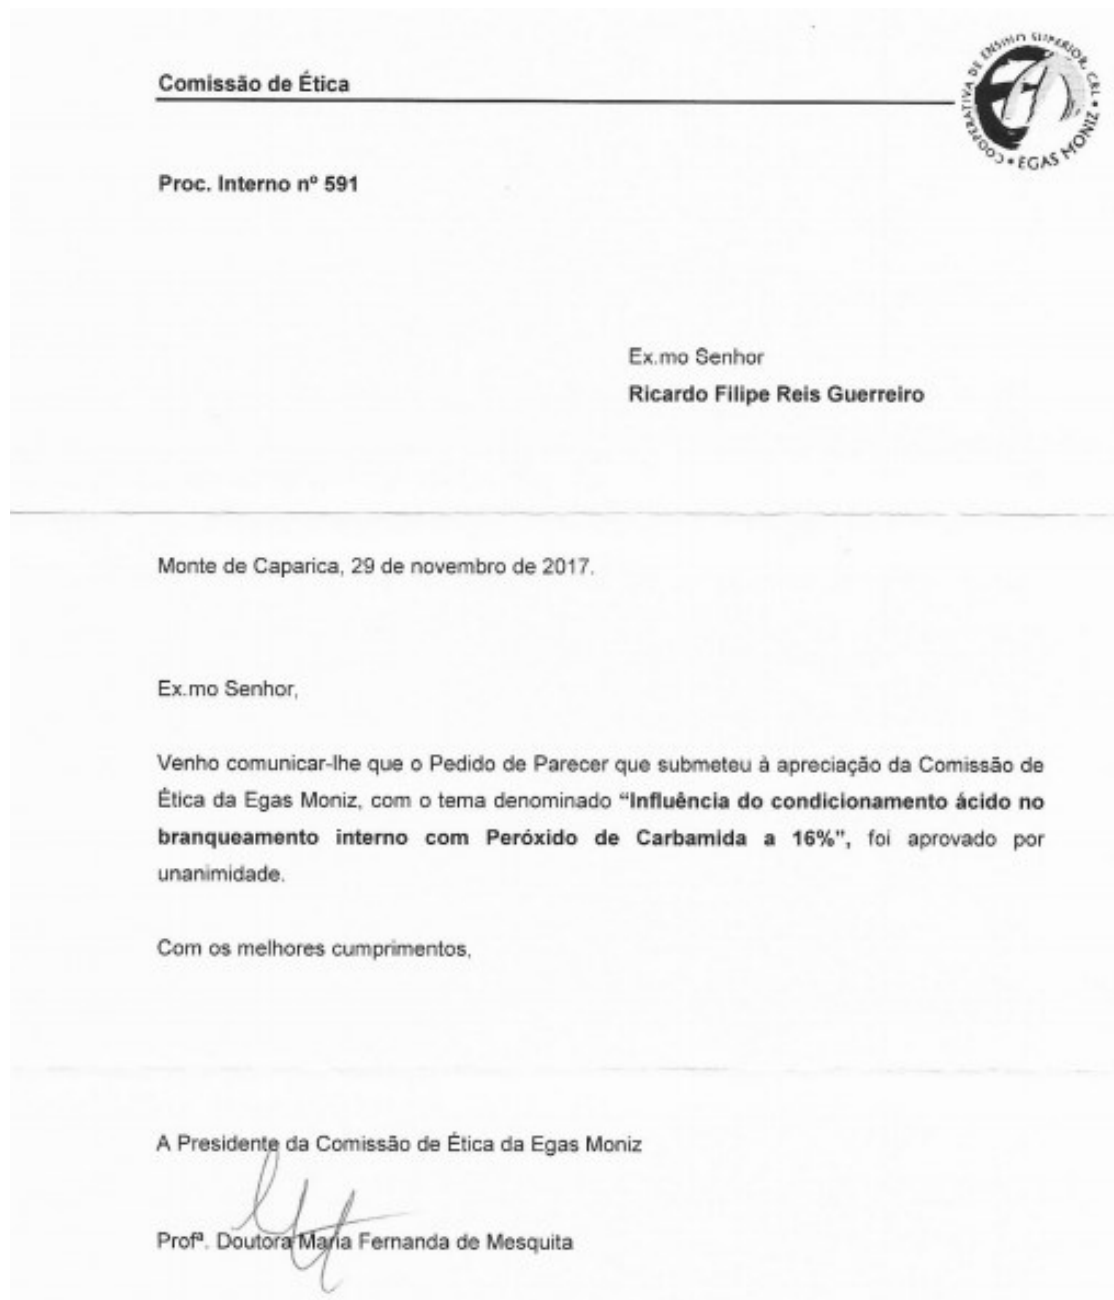 Comissão de Ética
COOPERATIVA DE ENSINO SUPERIOR, CRL • EGAS MONIZ •
Proc. Interno nº 591
Ex.mo Senhor
Ricardo Filipe Reis Guerreiro
Monte de Caparica, 29 de novembro de 2017.
Ex.mo Senhor,
Venho comunicar-lhe que o Pedido de Parecer que submeteu à apreciação da Comissão de
Ética da Egas Moniz, com o tema denominado “Influência do condicionamento ácido no
branqueamento interno com Peróxido de Carbamida a 16%”, foi aprovado por
unanimidade.
Com os melhores cumprimentos,
A Presidente da Comissão de Ética da Egas Moniz
Profª. Doutora Maria Fernanda de Mesquita